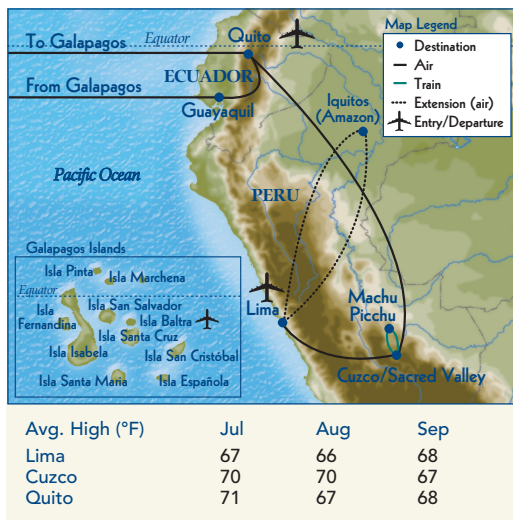 To Galapagos
Equator
Quito
Map Legend
Destination
Air
Train
Extension (air)
Entry/Departure
ECUADOR
From Galapagos
Guayaquil
Iquitos
(Amazon)
Pacific Ocean
PERU
Galapagos Islands
Isla Pinta
Isla Marchena
Equator
Isla San Salvador
Isla
Fernandina
Isla Baltra
Isla Santa Cruz
Isla Isabela
Isla San Cristóbal
Isla Santa Maria
Isla Española
Lima
Machu
Picchu
Cuzco/Sacred Valley
Avg. High (°F) Jul Aug Sep
Lima 67 66 68
Cuzco 70 70 67
Quito 71 67 68